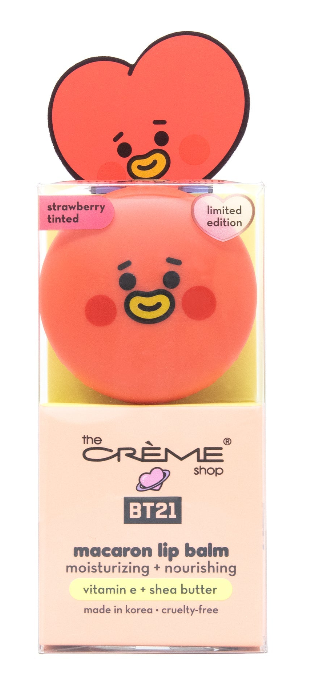 strawberry
tinted
limited
edition
the
CRÈME®
shop
BT21
macaron lip balm
moisturizing + nourishing
vitamin e + shea butter
made in korea • cruelty-free